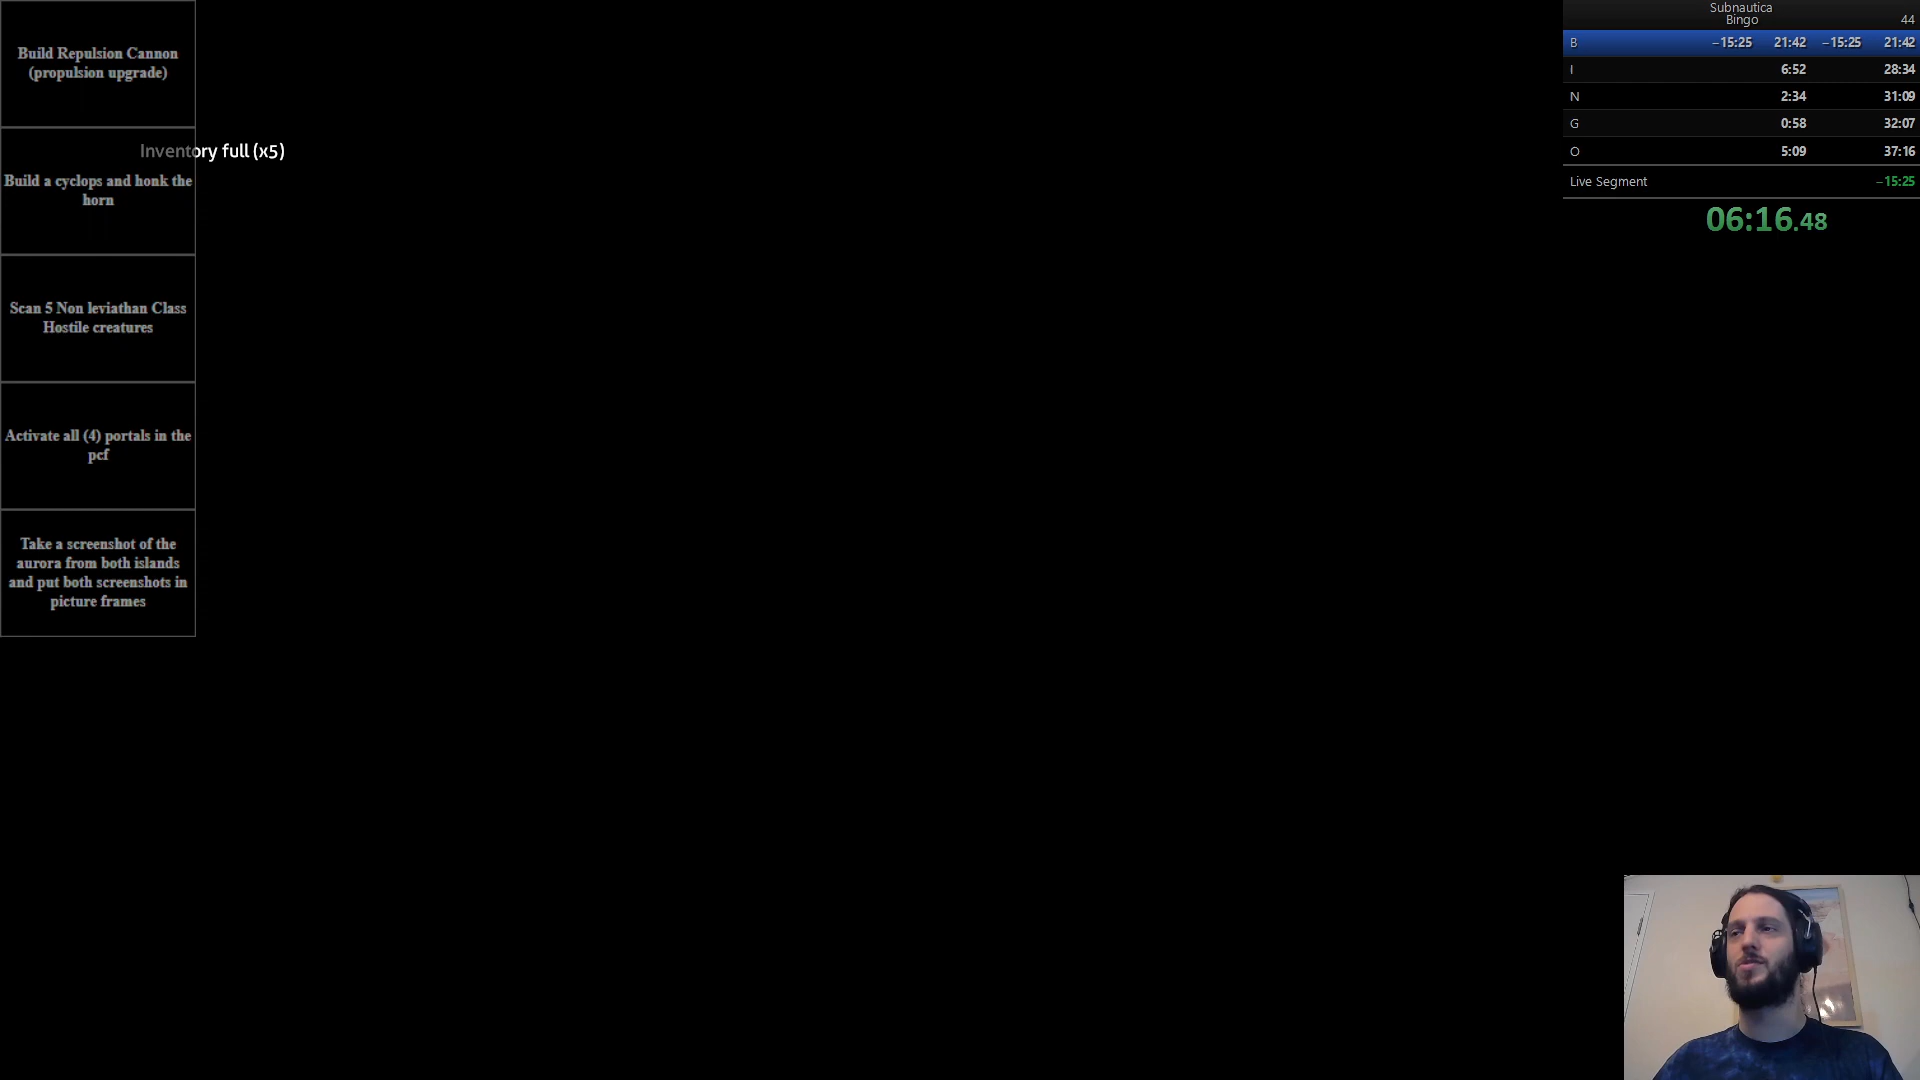 Build Repulsion Cannon
(propulsion upgrade)
Inventory full (x5)
Build a cyclops and honk the
horn
Scan 5 Non leviathan Class
Hostile creatures
Activate all (4) portals in the
pcf
Take a screenshot of the
aurora from both islands
and put both screenshots in
picture frames
Subnautica
Bingo 44
B −15:25 21:42 −15:25 21:42
I 6:52 28:34
N 2:34 31:09
G 0:58 32:07
O 5:09 37:16
Live Segment −15:25
06:16.48